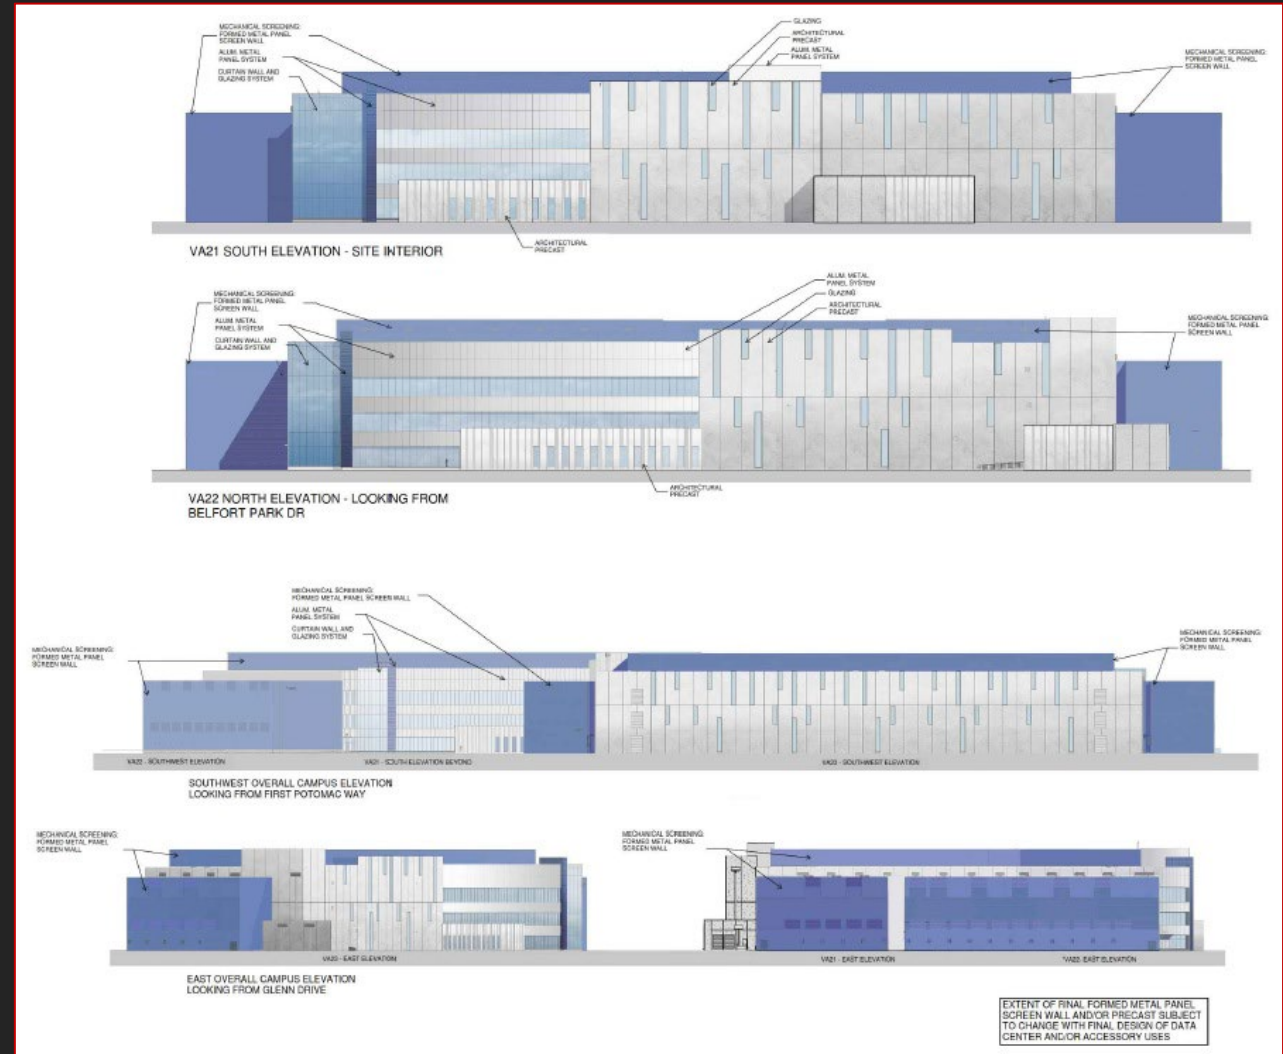 MECHANICAL SCREENING:
FORMED METAL PANEL
SCREEN WALL
ALUM. METAL
PANEL SYSTEM
CURTAIN WALL AND
GLAZING SYSTEM
GLAZING
ARCHITECTURAL
PRECAST
ALUM. METAL
PANEL SYSTEM
MECHANICAL SCREENING:
FORMED METAL PANEL
SCREEN WALL
ARCHITECTURAL
PRECAST
VA21 SOUTH ELEVATION - SITE INTERIOR
MECHANICAL SCREENING:
FORMED METAL PANEL
SCREEN WALL
ALUM. METAL
PANEL SYSTEM
CURTAIN WALL AND
GLAZING SYSTEM
ALUM. METAL
PANEL SYSTEM
GLAZING
ARCHITECTURAL
PRECAST
MECHANICAL SCREENING:
FORMED METAL PANEL
SCREEN WALL
ARCHITECTURAL
PRECAST
VA22 NORTH ELEVATION - LOOKING FROM
BELFORT PARK DR
MECHANICAL SCREENING:
FORMED METAL PANEL SCREEN WALL
ALUM. METAL
PANEL SYSTEM
CURTAIN WALL AND
GLAZING SYSTEM
MECHANICAL SCREENING:
FORMED METAL PANEL
SCREEN WALL
MECHANICAL SCREENING:
FORMED METAL PANEL
SCREEN WALL
VA22 - SOUTHWEST ELEVATION
VA21 - SOUTH ELEVATION BEYOND
VA23 - SOUTHWEST ELEVATION
SOUTHWEST OVERALL CAMPUS ELEVATION
LOOKING FROM FIRST POTOMAC WAY
MECHANICAL SCREENING:
FORMED METAL PANEL
SCREEN WALL
MECHANICAL SCREENING:
FORMED METAL PANEL
SCREEN WALL
VA23 - EAST ELEVATION
VA21 - EAST ELEVATION
*VA22- EAST ELEVATION
EAST OVERALL CAMPUS ELEVATION
LOOKING FROM GLENN DRIVE
EXTENT OF FINAL FORMED METAL PANEL
SCREEN WALL AND/OR PRECAST SUBJECT
TO CHANGE WITH FINAL DESIGN OF DATA
CENTER AND/OR ACCESSORY USES